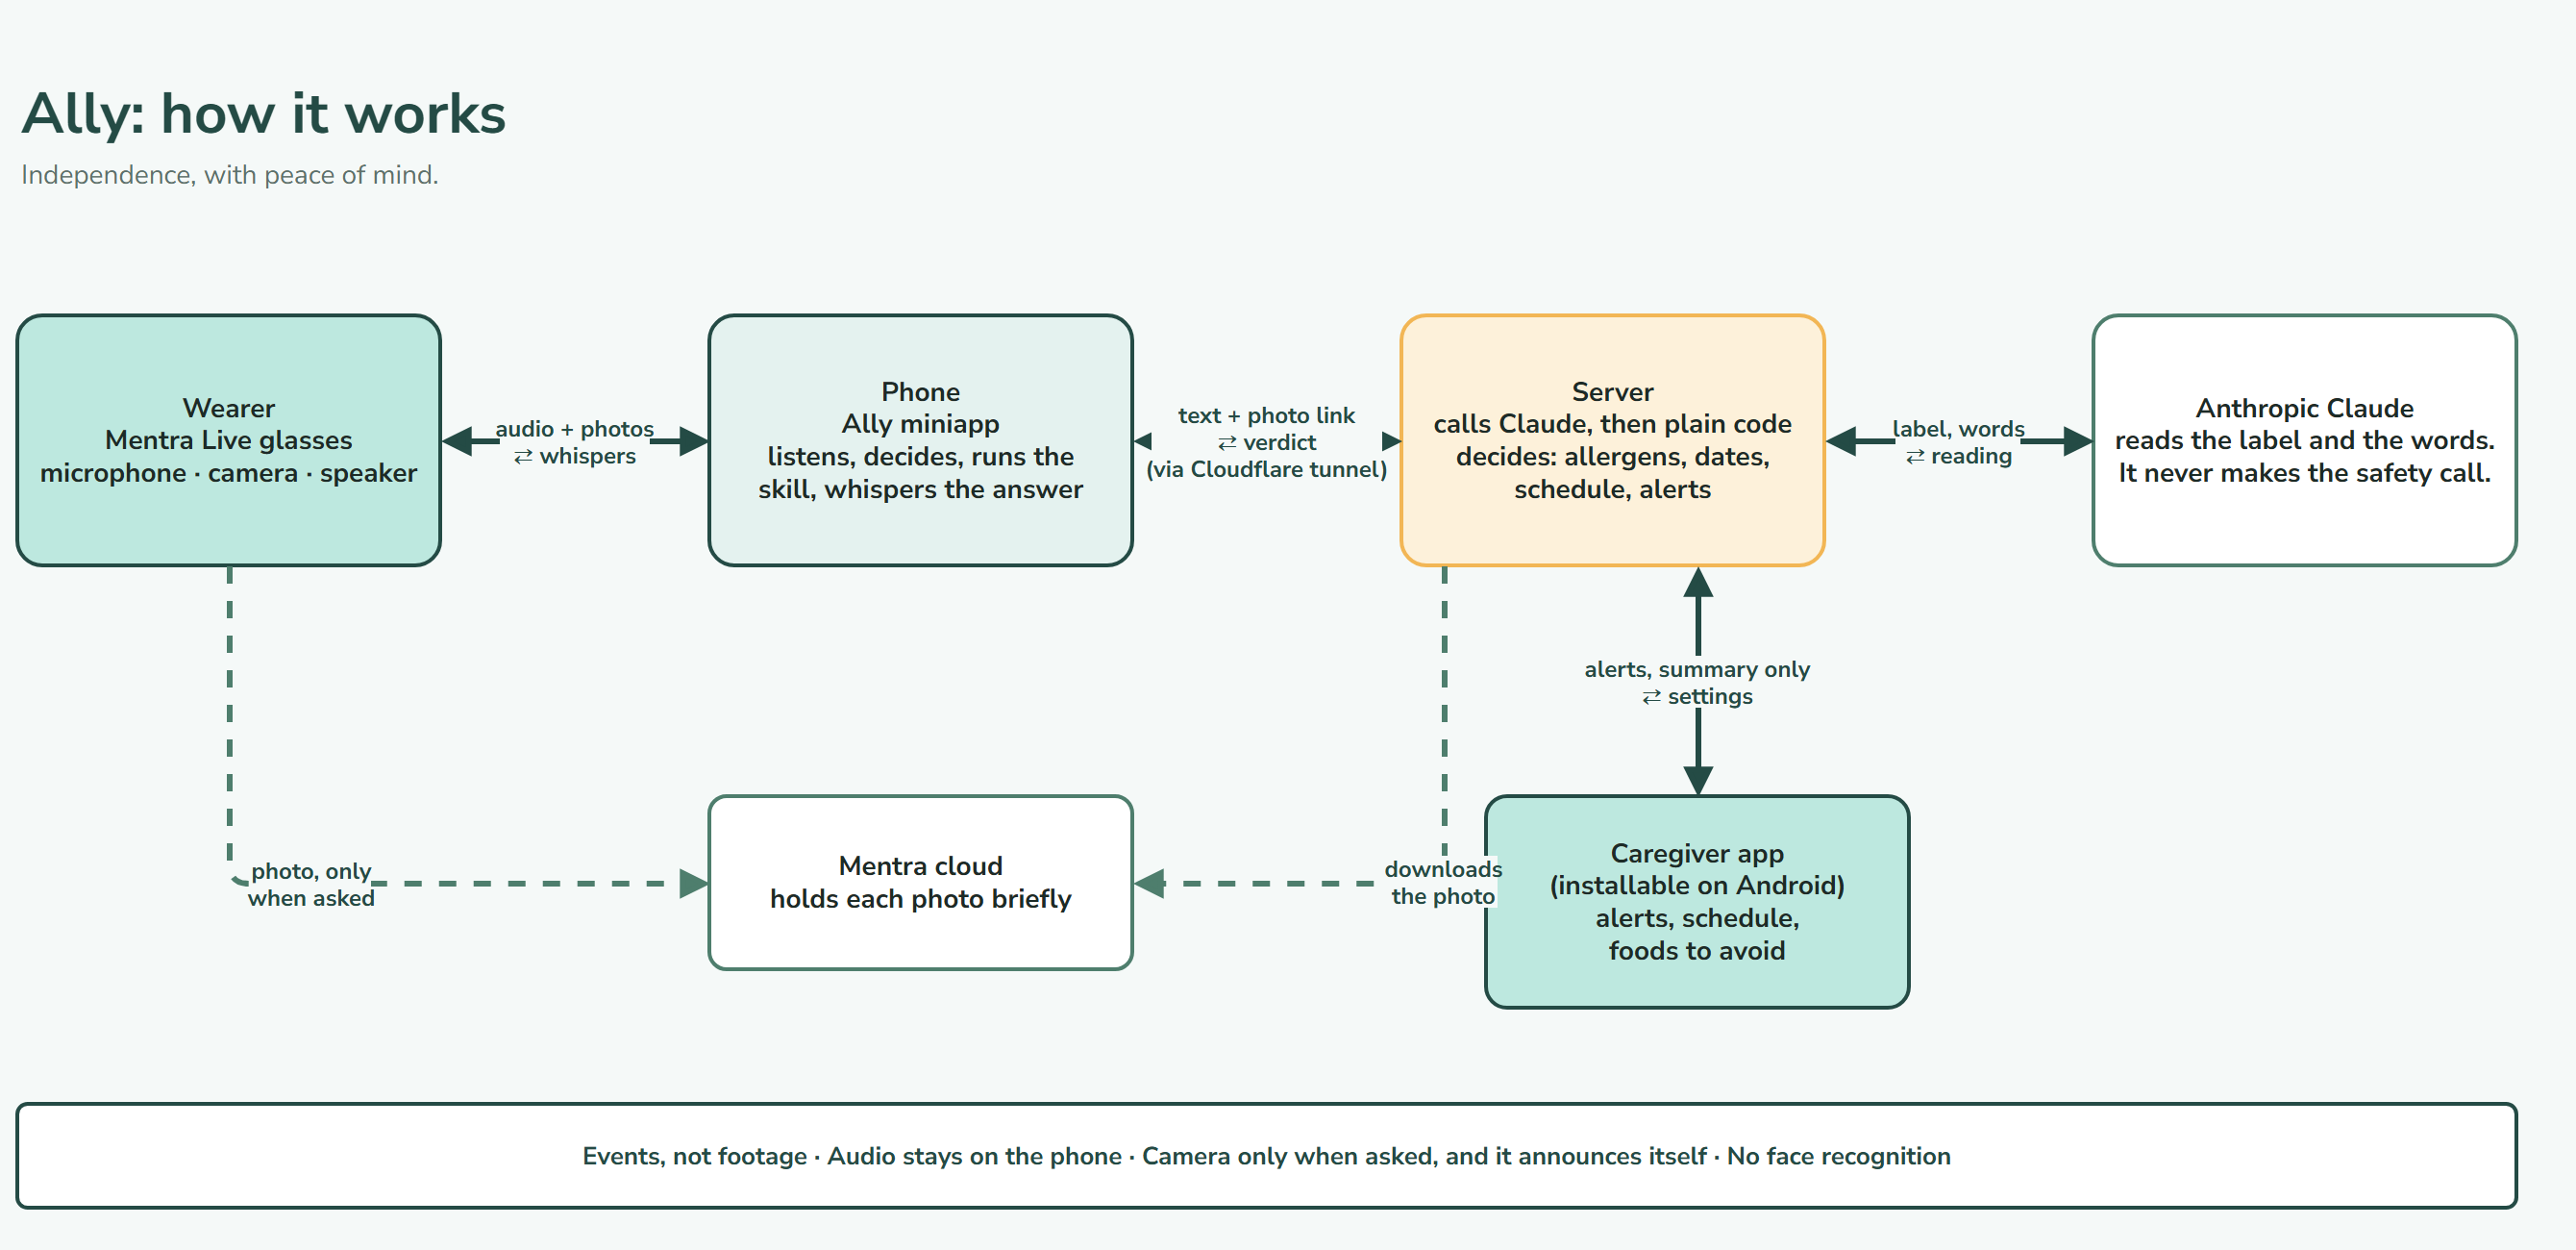 Ally: how it works
Independence, with peace of mind.
Wearer
Mentra Live glasses
microphone · camera · speaker
audio + photos
⇄ whispers
Phone
Ally miniapp
listens, decides, runs the
skill, whispers the answer
text + photo link
⇄ verdict
(via Cloudflare tunnel)
Server
calls Claude, then plain code
decides: allergens, dates,
schedule, alerts
label, words
⇄ reading
Anthropic Claude
reads the label and the words.
It never makes the safety call.
alerts, summary only
⇄ settings
photo, only
when asked
Mentra cloud
holds each photo briefly
downloads
the photo
Caregiver app
(installable on Android)
alerts, schedule,
foods to avoid
Events, not footage · Audio stays on the phone · Camera only when asked, and it announces itself · No face recognition